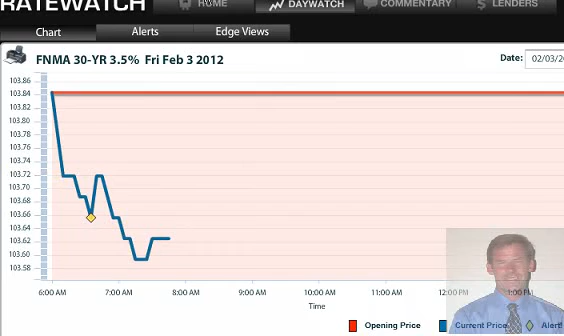 RATEWATCH HOME DAYWATCH COMMENTARY $ LENDERS
Chart Alerts Edge Views
FNMA 30-YR 3.5% Fri Feb 3 2012 Date: 02/03/20
103.86
103.84
103.82
103.80
103.78
103.76
103.74
103.72
103.70
103.68
103.66
103.64
103.62
103.60
103.58
6:00 AM 7:00 AM 8:00 AM 9:00 AM 10:00 AM 11:00 AM 12:00 PM 1:00 PM
Time
Opening Price Current Price Alert!